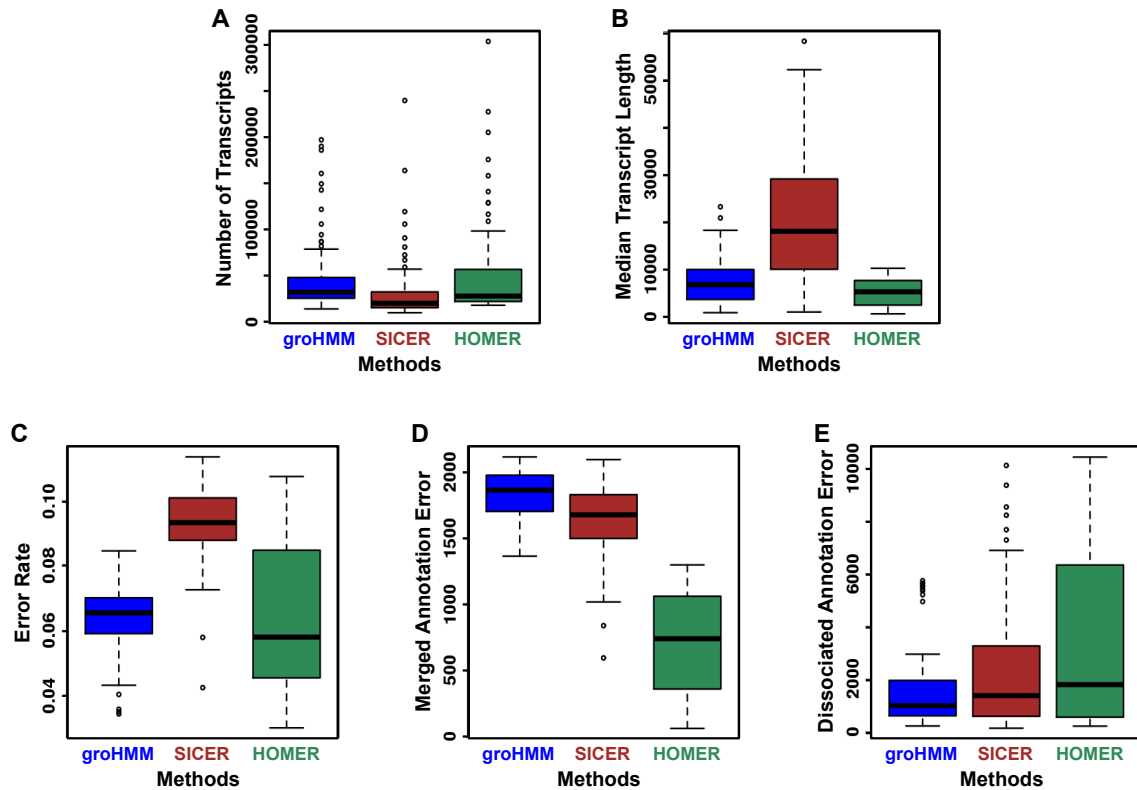 A
Number of Transcripts
300000
200000
100000
0
groHMM SICER HOMER
Methods
B
Median Transcript Length
50000
30000
10000
0
groHMM SICER HOMER
Methods
C
Error Rate
0.10
0.08
0.06
0.04
groHMM SICER HOMER
Methods
D
Merged Annotation Error
2000
1500
1000
500
0
groHMM SICER HOMER
Methods
E
Dissociated Annotation Error
10000
6000
2000
0
groHMM SICER HOMER
Methods